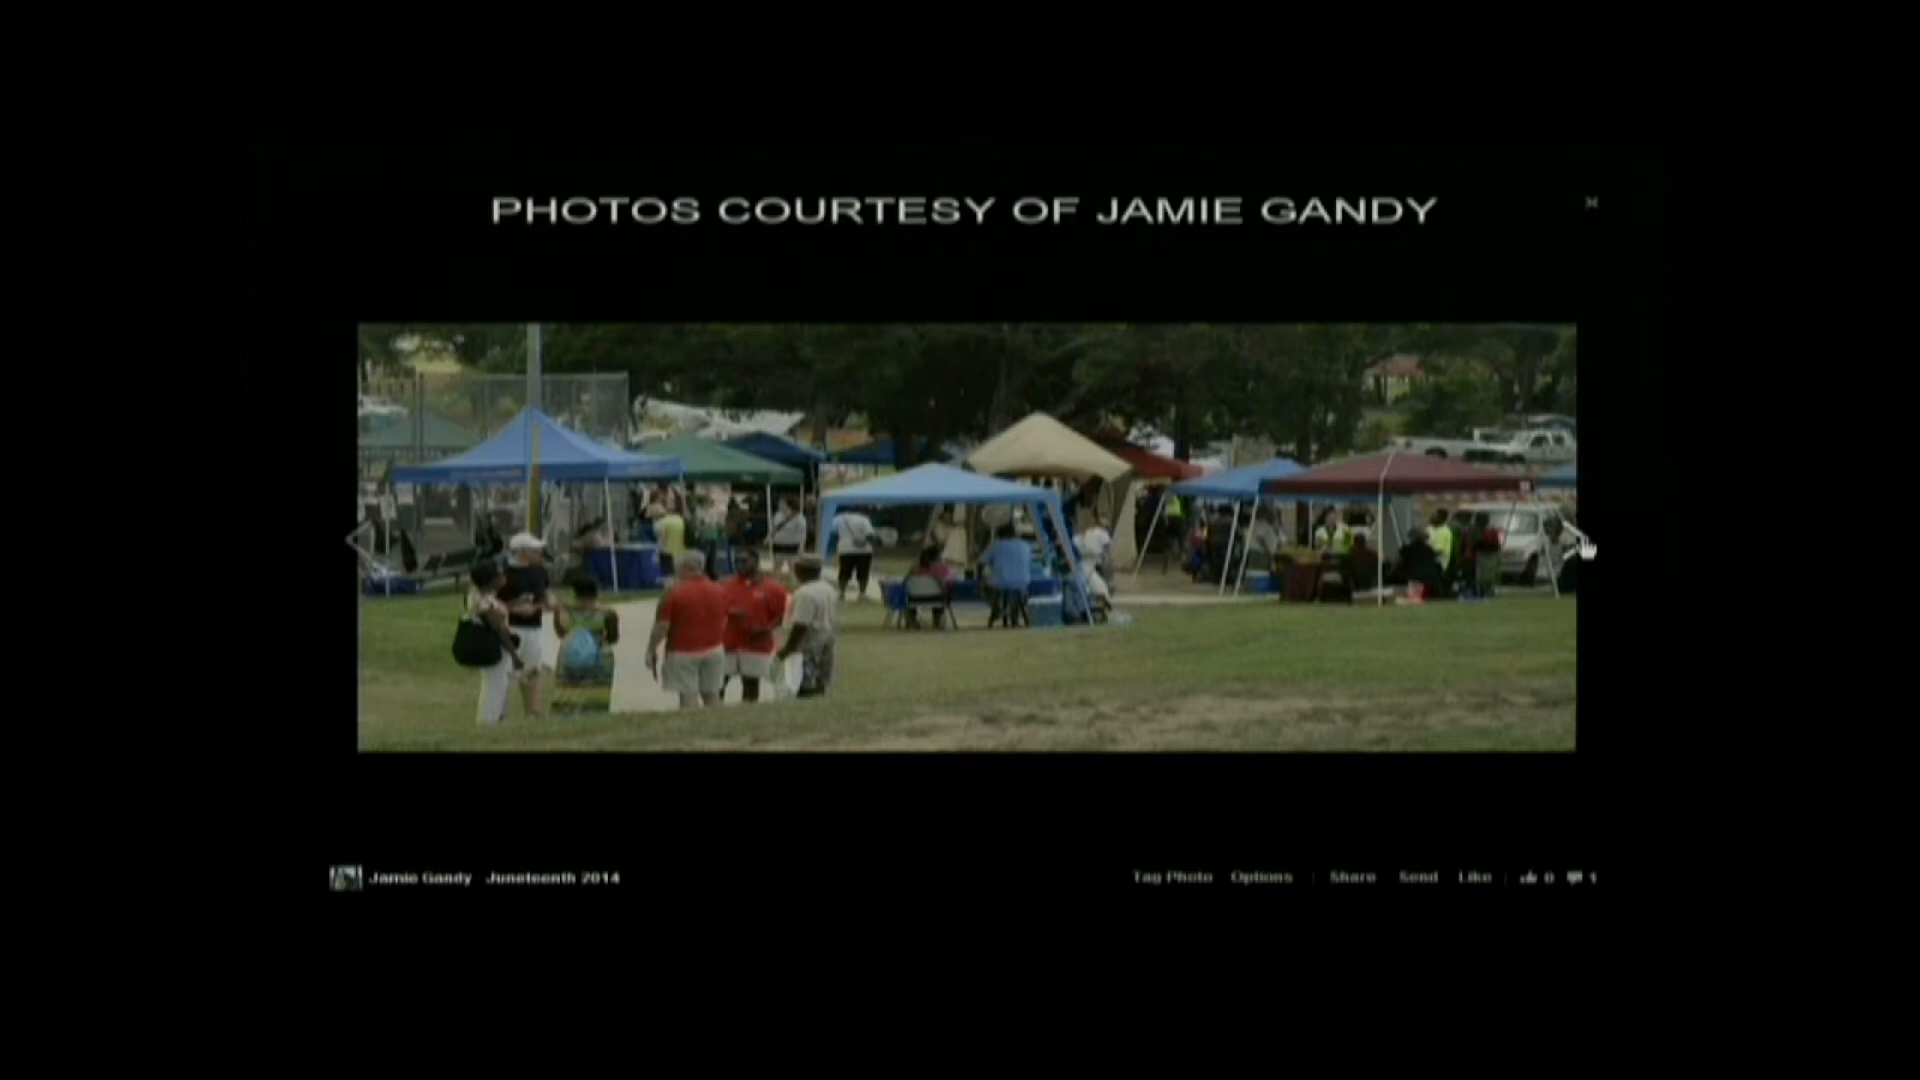 PHOTOS COURTESY OF JAMIE GANDY
Jamie Gandy Juneteenth 2014
Tag Photo Options Share Send Like 0 1